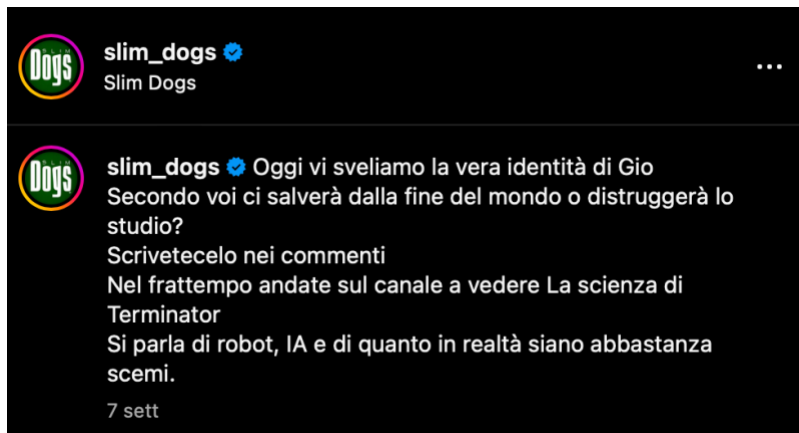 SLIM
Dogs
slim_dogs
Slim Dogs
SLIM
Dogs
slim_dogs Oggi vi sveliamo la vera identità di Gio
Secondo voi ci salverà dalla fine del mondo o distruggerà lo
studio?
Scrivetecelo nei commenti
Nel frattempo andate sul canale a vedere La scienza di
Terminator
Si parla di robot, IA e di quanto in realtà siano abbastanza
scemi.
7 sett